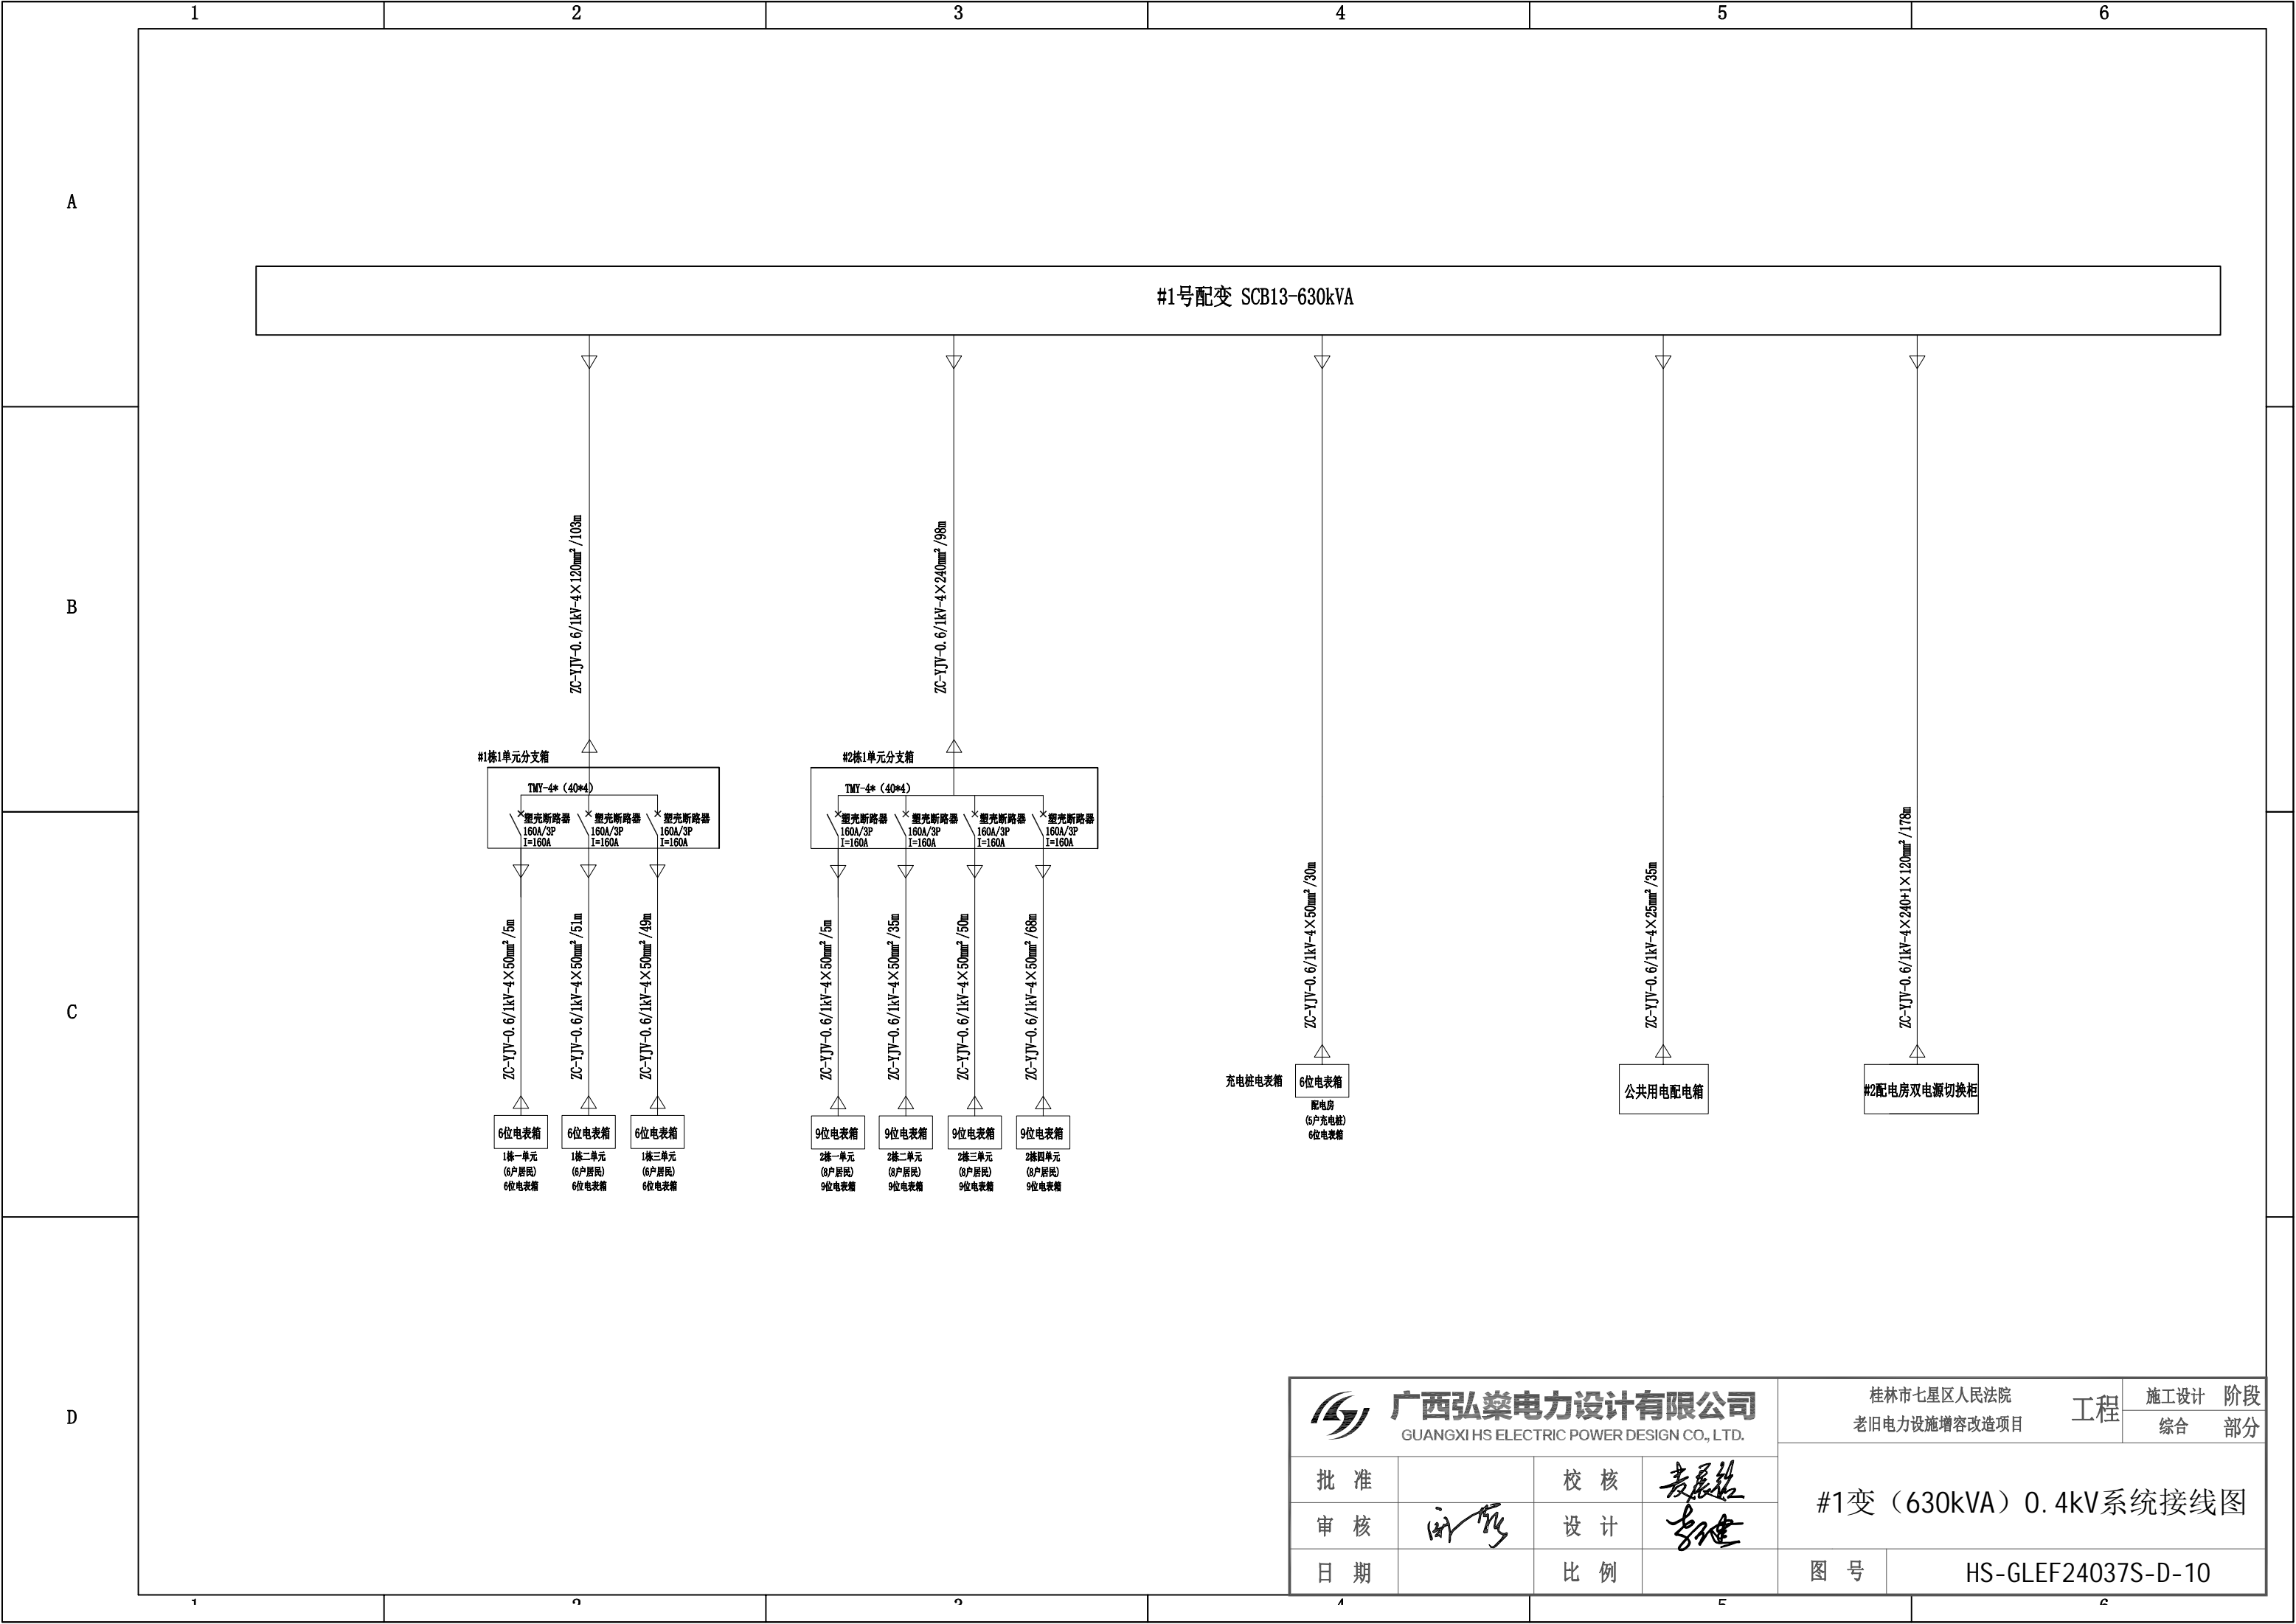 1 2 3 4 5 6
A
#1号配变 SCB13-630kVA
B
ZC-YJV-0.6/1kV-4×120mm²/103m
ZC-YJV-0.6/1kV-4×240mm²/98m
#1栋1单元分支箱
TMY-4*(40*4)
塑壳断路器 塑壳断路器 塑壳断路器
160A/3P 160A/3P 160A/3P
I=160A I=160A I=160A
#2栋1单元分支箱
TMY-4*(40*4)
塑壳断路器 塑壳断路器 塑壳断路器 塑壳断路器
160A/3P 160A/3P 160A/3P 160A/3P
I=160A I=160A I=160A I=160A
C
ZC-YJV-0.6/1kV-4×50mm²/5m
ZC-YJV-0.6/1kV-4×50mm²/51m
ZC-YJV-0.6/1kV-4×50mm²/49m
ZC-YJV-0.6/1kV-4×50mm²/5m
ZC-YJV-0.6/1kV-4×50mm²/35m
ZC-YJV-0.6/1kV-4×50mm²/50m
ZC-YJV-0.6/1kV-4×50mm²/68m
ZC-YJV-0.6/1kV-4×50mm²/30m
ZC-YJV-0.6/1kV-4×25mm²/35m
ZC-YJV-0.6/1kV-4×240+1×120mm²/178m
6位电表箱 6位电表箱 6位电表箱
1栋一单元 1栋二单元 1栋三单元
(6户居民) (6户居民) (6户居民)
6位电表箱 6位电表箱 6位电表箱
9位电表箱 9位电表箱 9位电表箱 9位电表箱
2栋一单元 2栋二单元 2栋三单元 2栋四单元
(8户居民) (8户居民) (8户居民) (8户居民)
9位电表箱 9位电表箱 9位电表箱 9位电表箱
充电桩电表箱 6位电表箱
配电房
(5户充电桩)
6位电表箱
公共用电配电箱
#2配电房双电源切换柜
D
广西弘燊电力设计有限公司
GUANGXI HS ELECTRIC POWER DESIGN CO., LTD.
桂林市七星区人民法院
老旧电力设施增容改造项目
工程
施工设计 阶段
综合 部分
批 准
校 核
审 核
设 计
日 期
比 例
#1变（630kVA）0.4kV系统接线图
图 号 HS-GLEF24037S-D-10